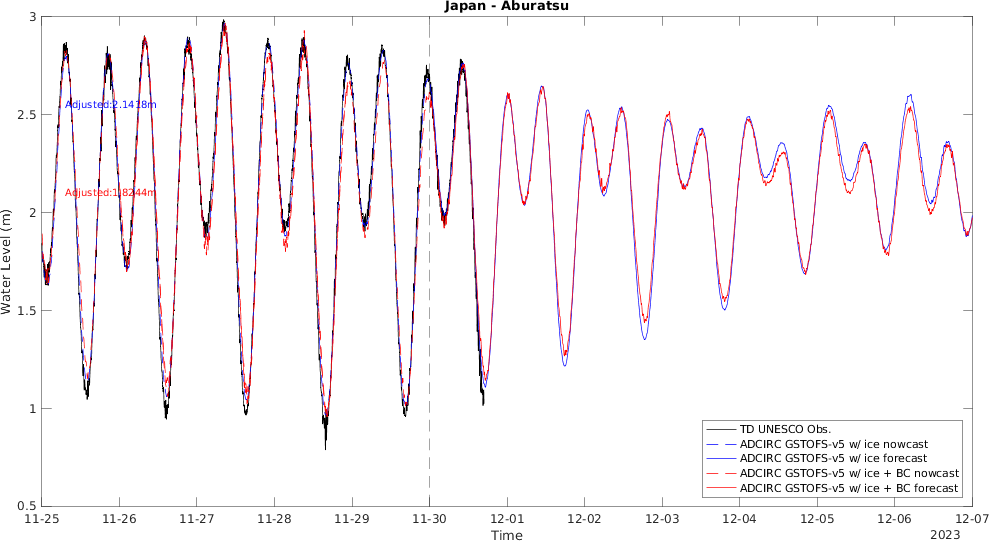 Japan - Aburatsu
3
2.5
2
1.5
1
0.5
Water Level (m)
Adjusted:2.1418m
Adjusted:1.8244m
TD UNESCO Obs.
ADCIRC GSTOFS-v5 w/ ice nowcast
ADCIRC GSTOFS-v5 w/ ice forecast
ADCIRC GSTOFS-v5 w/ ice + BC nowcast
ADCIRC GSTOFS-v5 w/ ice + BC forecast
11-25 11-26 11-27 11-28 11-29 11-30 12-01 12-02 12-03 12-04 12-05 12-06 12-07
Time
2023